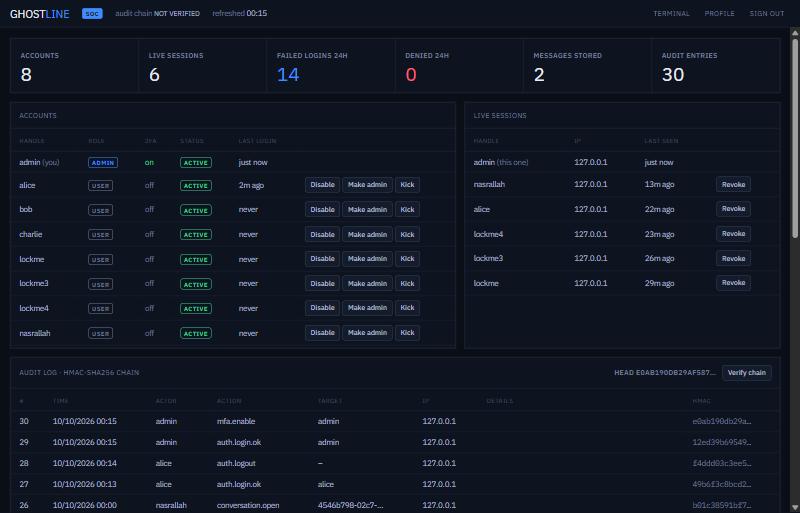 GHOSTLINE SOC audit chain NOT VERIFIED refreshed 00:15 TERMINAL PROFILE SIGN OUT
ACCOUNTS LIVE SESSIONS FAILED LOGINS 24H DENIED 24H MESSAGES STORED AUDIT ENTRIES
8 6 14 0 2 30
ACCOUNTS
HANDLE ROLE 2FA STATUS LAST LOGIN
admin (you) ADMIN on ACTIVE just now
alice USER off ACTIVE 2m ago Disable Make admin Kick
bob USER off ACTIVE never Disable Make admin Kick
charlie USER off ACTIVE never Disable Make admin Kick
lockme USER off ACTIVE never Disable Make admin Kick
lockme3 USER off ACTIVE never Disable Make admin Kick
lockme4 USER off ACTIVE never Disable Make admin Kick
nasrallah USER off ACTIVE never Disable Make admin Kick
LIVE SESSIONS
HANDLE IP LAST SEEN
admin (this one) 127.0.0.1 just now
nasrallah 127.0.0.1 13m ago Revoke
alice 127.0.0.1 22m ago Revoke
lockme4 127.0.0.1 23m ago Revoke
lockme3 127.0.0.1 26m ago Revoke
lockme 127.0.0.1 29m ago Revoke
AUDIT LOG · HMAC-SHA256 CHAIN HEAD E0AB190DB29AF587… Verify chain
# TIME ACTOR ACTION TARGET IP DETAILS HMAC
30 10/10/2026 00:15 admin mfa.enable admin 127.0.0.1 e0ab190db29a…
29 10/10/2026 00:15 admin auth.login.ok admin 127.0.0.1 12ed39b69549…
28 10/10/2026 00:14 alice auth.logout – 127.0.0.1 f4ddd03c3ee5…
27 10/10/2026 00:13 alice auth.login.ok alice 127.0.0.1 49b6f3c8bcd2…
26 10/10/2026 00:00 nasrallah conversation.open 4546b798-02c7-… 127.0.0.1 b01c38591bf7…